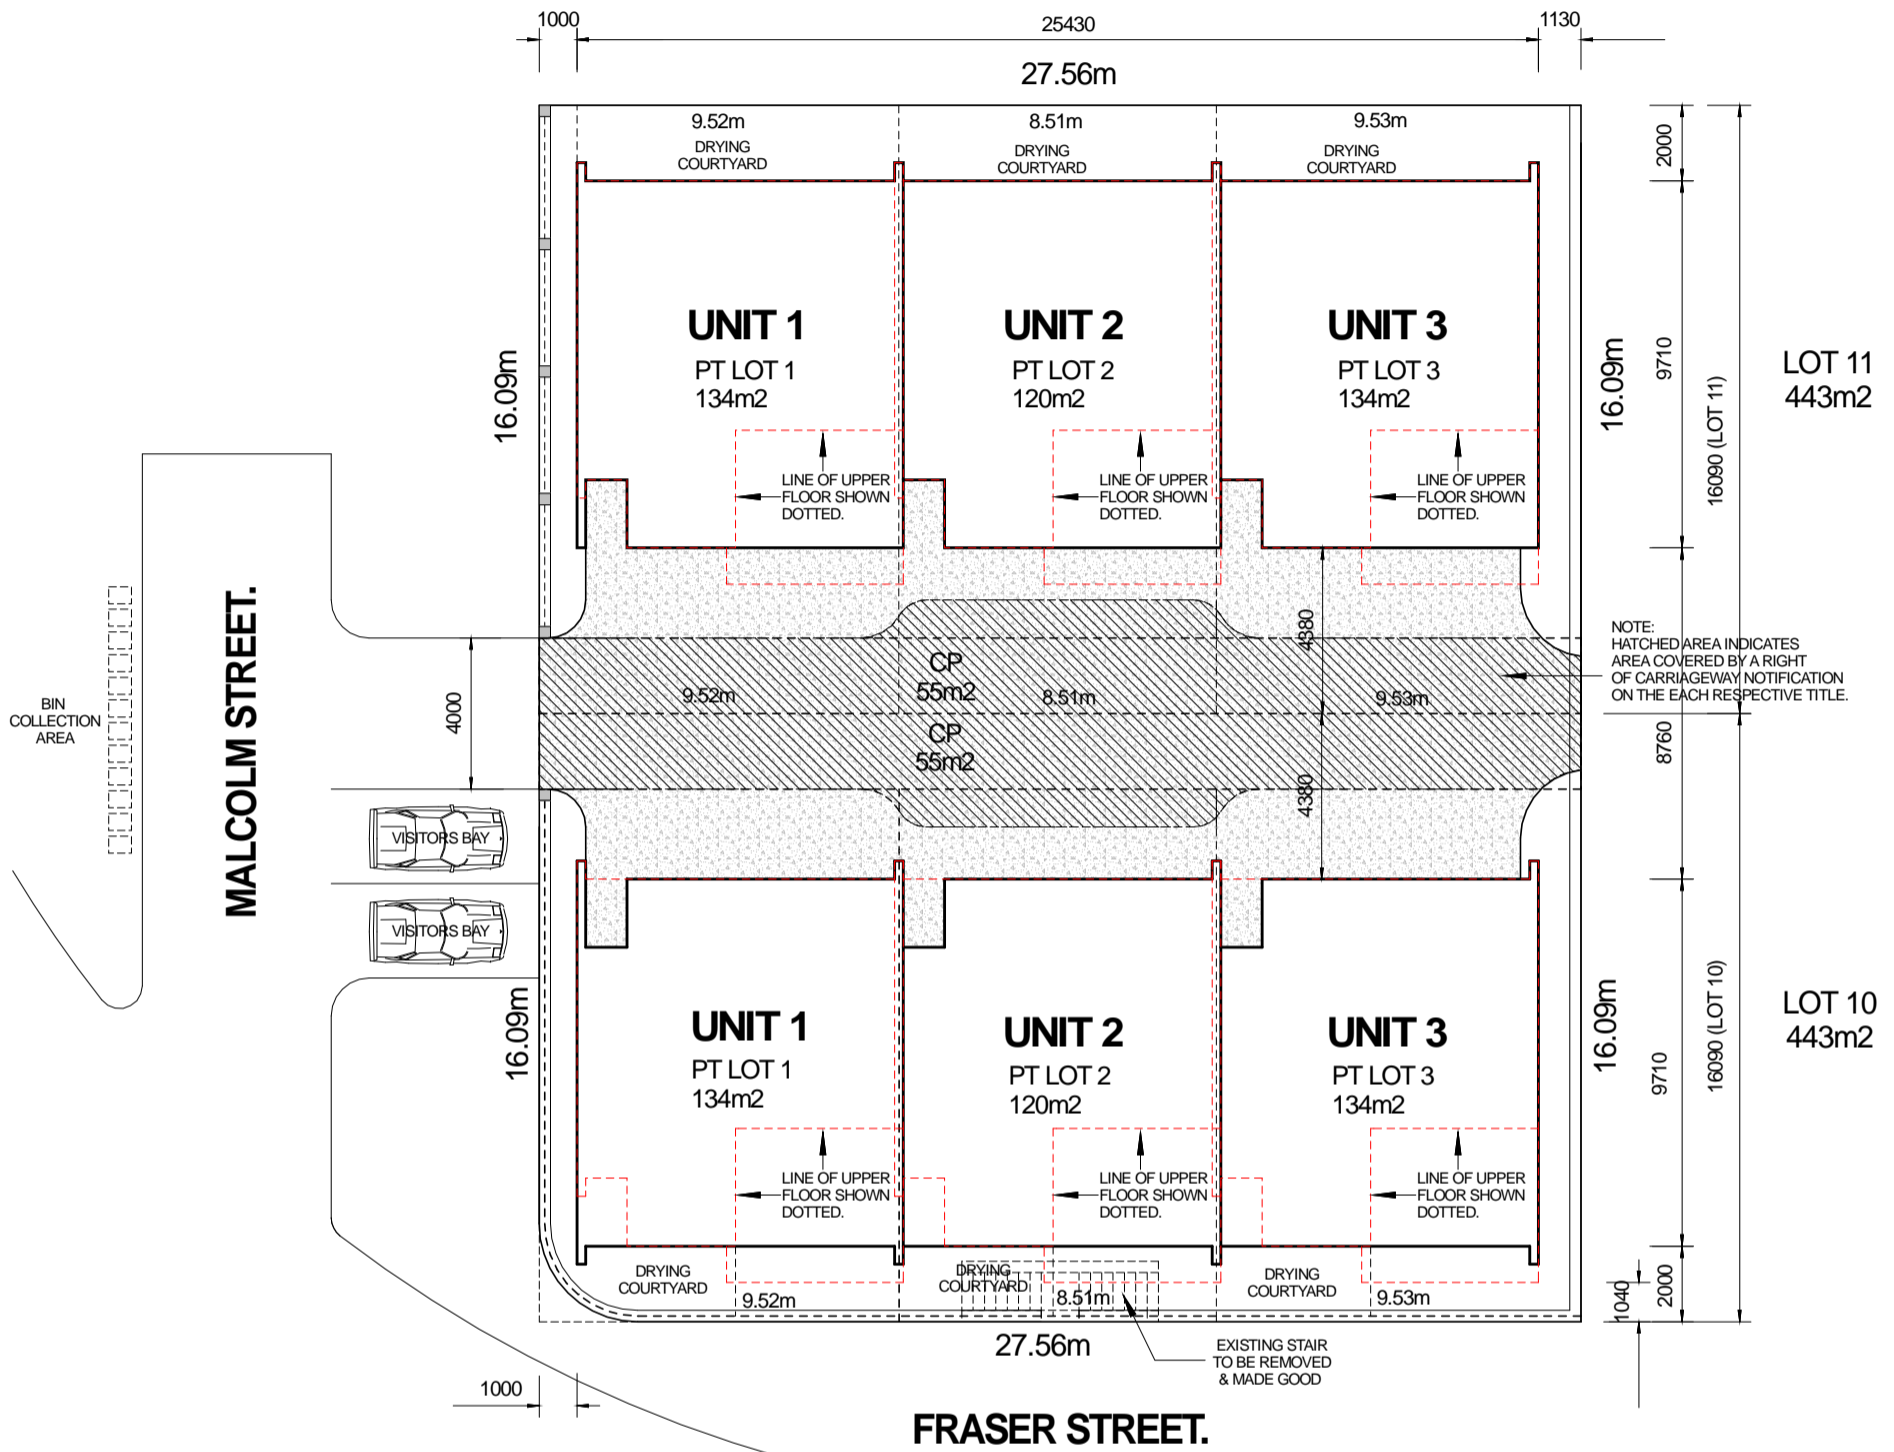 1000
25430
1130
27.56m
9.52m
8.51m
9.53m
DRYING
COURTYARD
DRYING
COURTYARD
DRYING
COURTYARD
2000
UNIT 1
PT LOT 1
134m2
UNIT 2
PT LOT 2
120m2
UNIT 3
PT LOT 3
134m2
16.09m
16.09m
9710
16090 (LOT 11)
LOT 11
443m2
LINE OF UPPER
FLOOR SHOWN
DOTTED.
LINE OF UPPER
FLOOR SHOWN
DOTTED.
LINE OF UPPER
FLOOR SHOWN
DOTTED.
BIN
COLLECTION
AREA
MALCOLM STREET.
4000
CP
55m2
9.52m
8.51m
9.53m
CP
55m2
4380
4380
8760
NOTE:
HATCHED AREA INDICATES
AREA COVERED BY A RIGHT
OF CARRIAGEWAY NOTIFICATION
ON THE EACH RESPECTIVE TITLE.
VISITORS BAY
VISITORS BAY
16.09m
UNIT 1
PT LOT 1
134m2
UNIT 2
PT LOT 2
120m2
UNIT 3
PT LOT 3
134m2
16.09m
9710
16090 (LOT 10)
LOT 10
443m2
LINE OF UPPER
FLOOR SHOWN
DOTTED.
LINE OF UPPER
FLOOR SHOWN
DOTTED.
LINE OF UPPER
FLOOR SHOWN
DOTTED.
DRYING
COURTYARD
DRYING
COURTYARD
DRYING
COURTYARD
9.52m
8.51m
9.53m
1040
2000
27.56m
EXISTING STAIR
TO BE REMOVED
& MADE GOOD
1000
FRASER STREET.